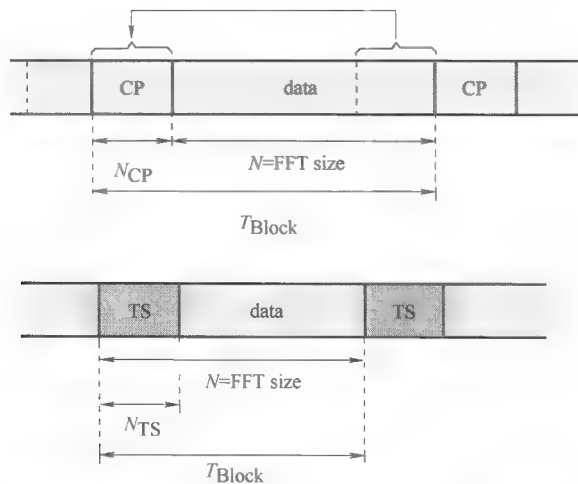 CP data CP
N_CP
N=FFT size
T_Block
TS data TS
N=FFT size
N_TS
T_Block